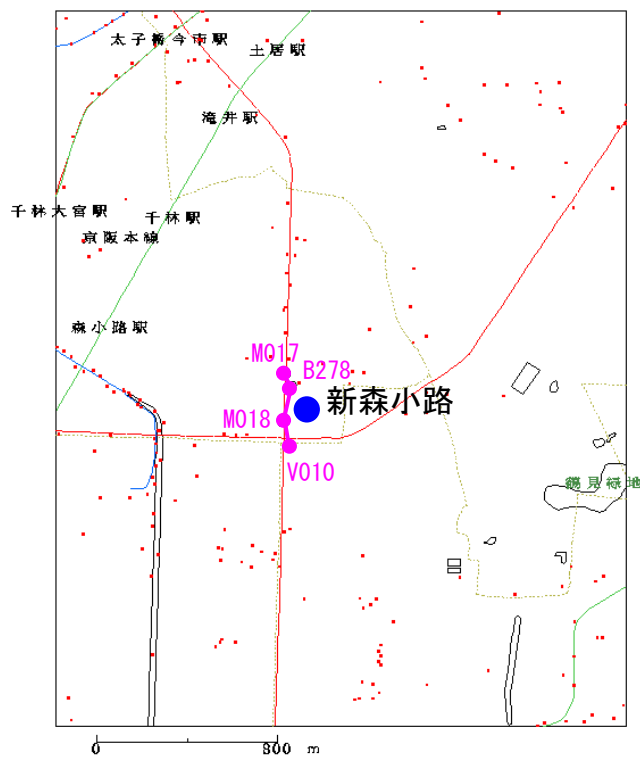 太子橋今市駅
土居駅
滝井駅
千林大宮駅
千林駅
京阪本線
森小路駅
M017
B278
新森小路
M018
V010
鶴見緑地
0 800 m